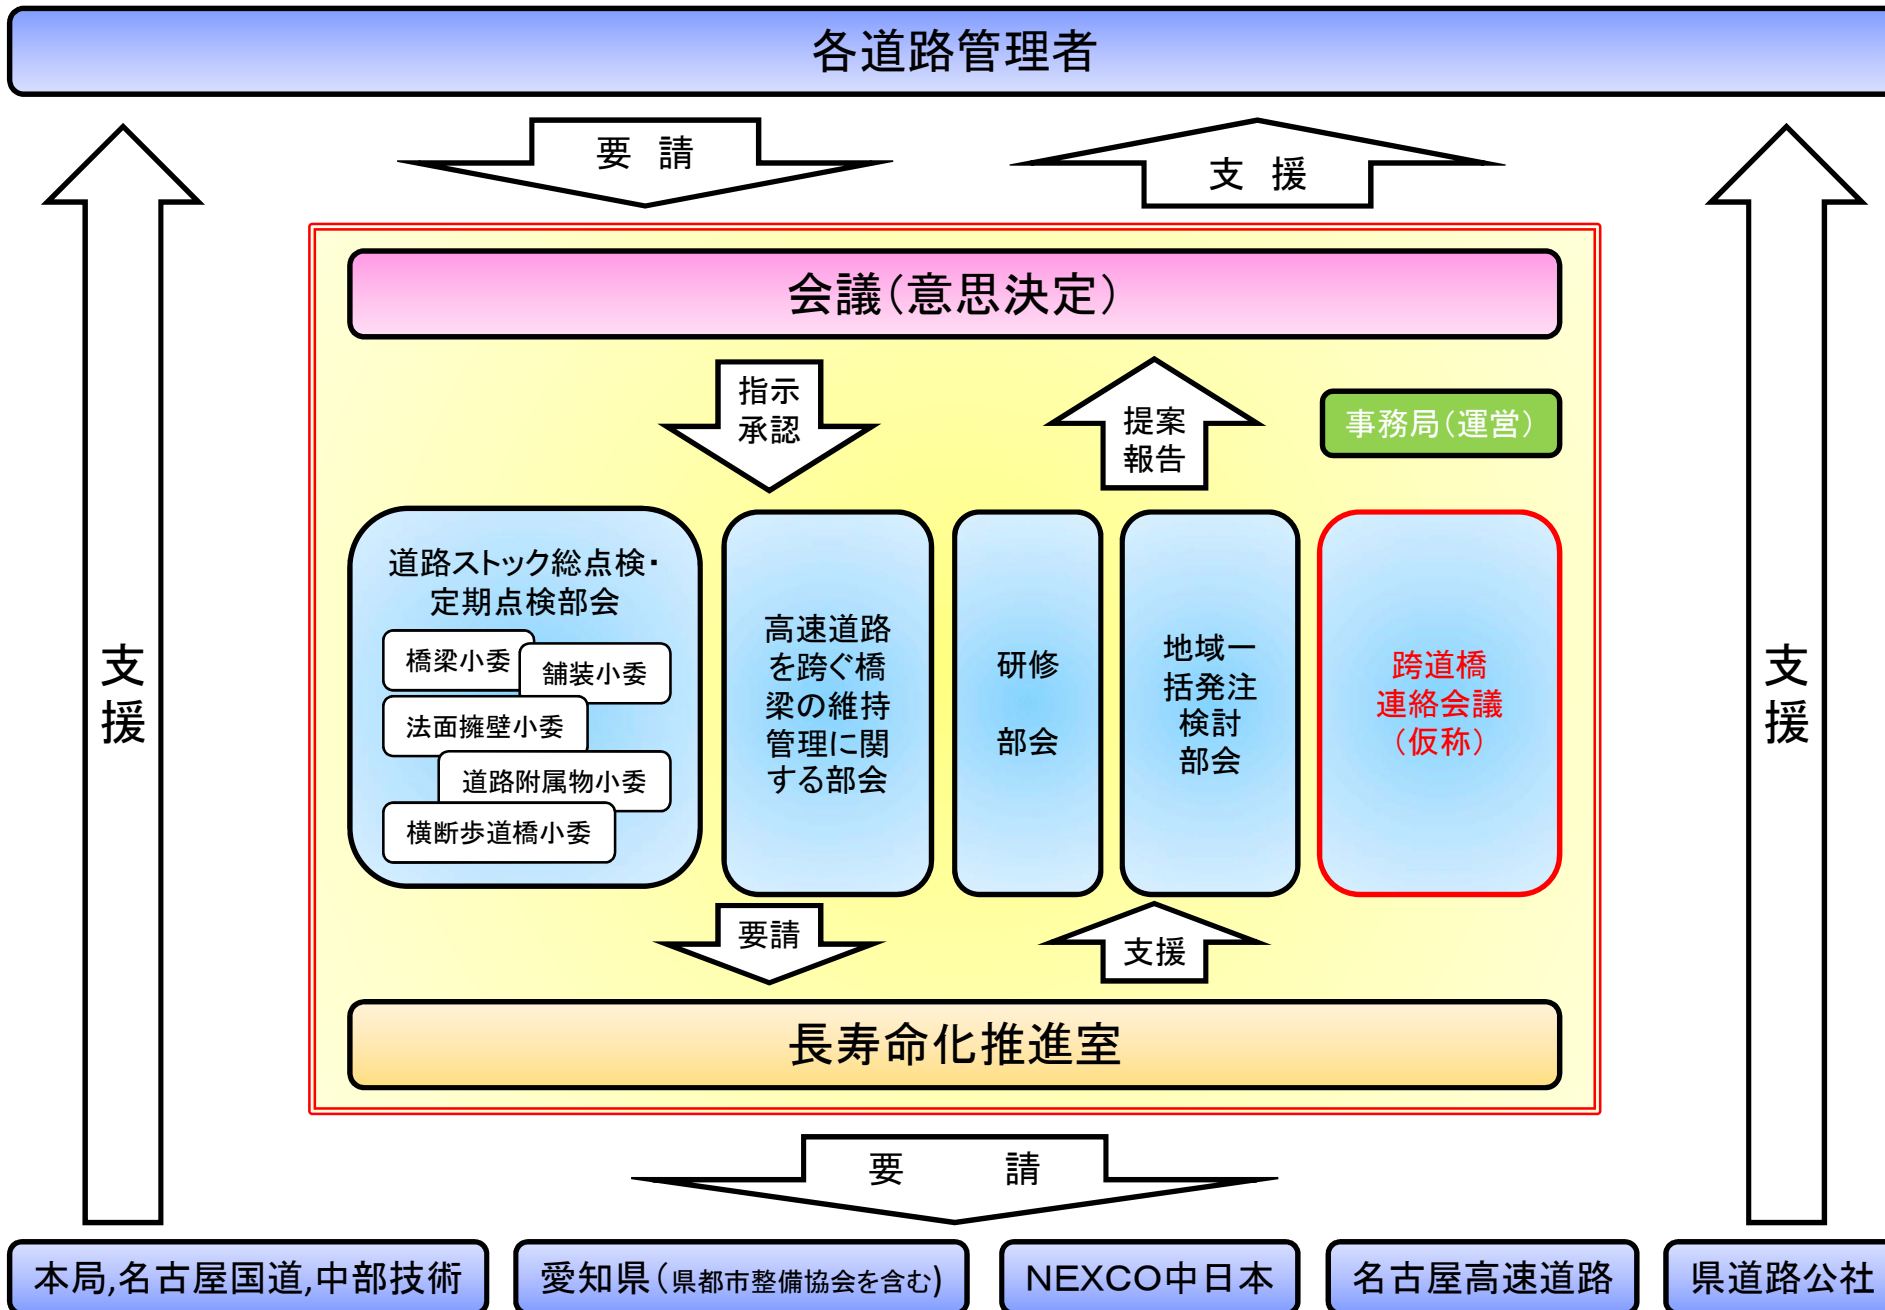 各道路管理者
要 請
支 援
会議(意思決定)
指示
承認
提案
報告
事務局(運営)
道路ストック総点検・
定期点検部会
橋梁小委
舗装小委
法面擁壁小委
道路附属物小委
横断歩道橋小委
高速道路
を跨ぐ橋
梁の維持
管理に関
する部会
研修
部会
地域一
括発注
検討
部会
跨道橋
連絡会議
(仮称)
支援
支援
要請
支援
長寿命化推進室
要 請
本局,名古屋国道,中部技術
愛知県(県都市整備協会を含む)
NEXCO中日本
名古屋高速道路
県道路公社